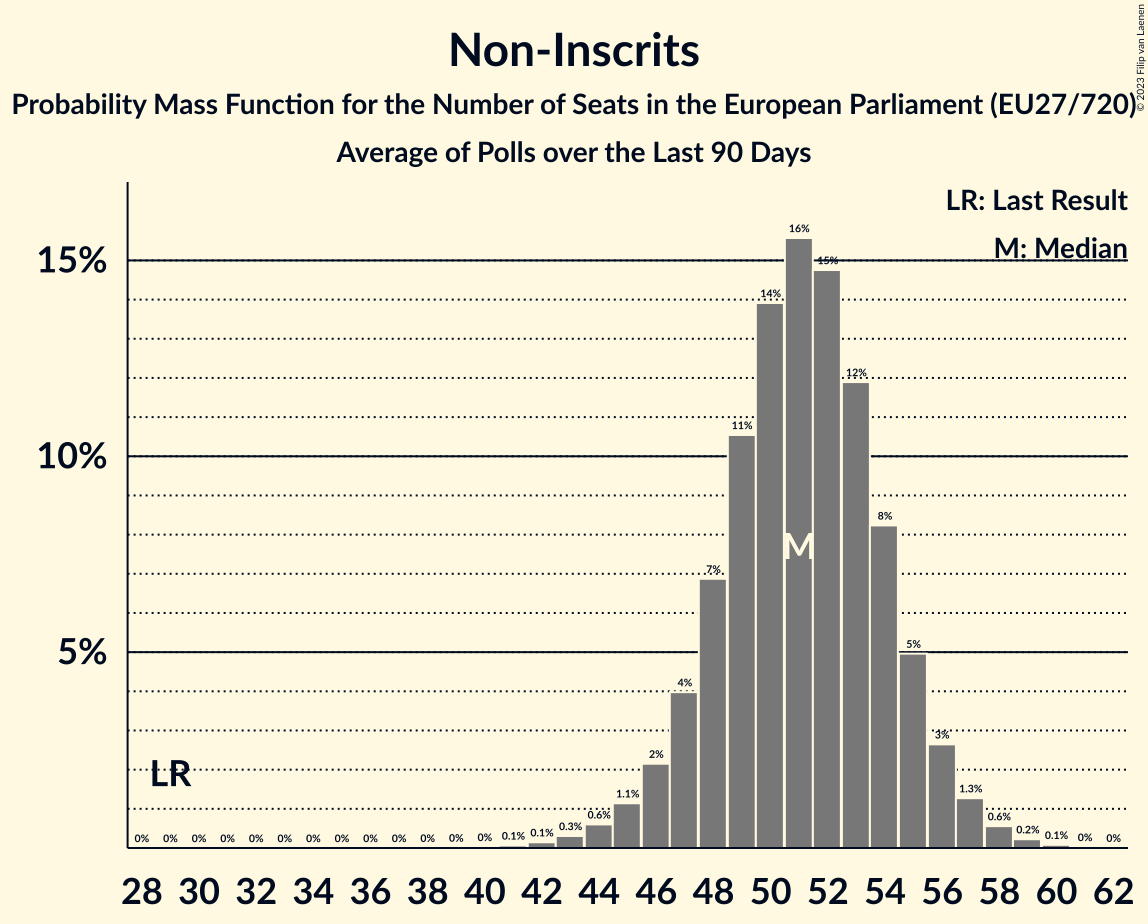 Non-Inscrits
Probability Mass Function for the Number of Seats in the European Parliament (EU27/720)
Average of Polls over the Last 90 Days
© 2023 Filip van Laenen
LR: Last Result
M: Median
15%
10%
5%
LR
M
0% 0% 0% 0% 0% 0% 0% 0% 0% 0% 0% 0% 0% 0.1% 0.1% 0.3% 0.6% 1.1% 2% 4% 7% 11% 14% 16% 15% 12% 8% 5% 3% 1.3% 0.6% 0.2% 0.1% 0% 0%
28 30 32 34 36 38 40 42 44 46 48 50 52 54 56 58 60 62